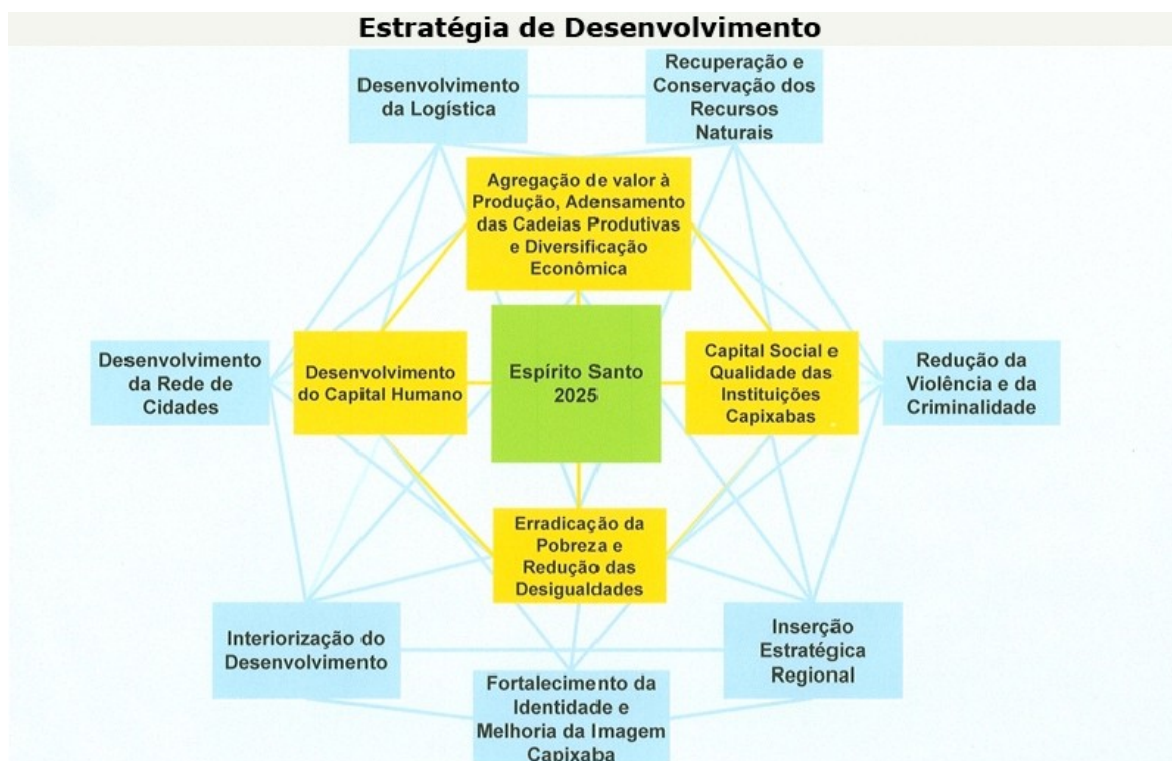 Estratégia de Desenvolvimento
Desenvolvimento
da Logística
Recuperação e
Conservação dos
Recursos
Naturais
Agregação de valor à
Produção, Adensamento
das Cadeias Produtivas
e Diversificação
Econômica
Desenvolvimento
da Rede de
Cidades
Desenvolvimento
do Capital Humano
Espírito Santo
2025
Capital Social e
Qualidade das
Instituições
Capixabas
Redução da
Violência e da
Criminalidade
Erradicação da
Pobreza e
Redução das
Desigualdades
Interiorização do
Desenvolvimento
Inserção
Estratégica
Regional
Fortalecimento da
Identidade e
Melhoria da Imagem
Capixaba